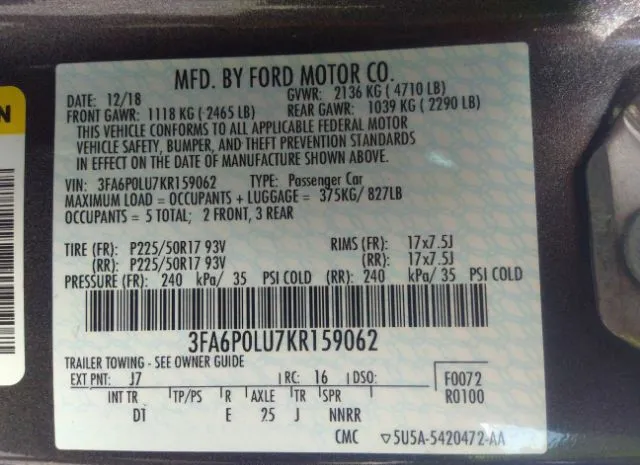 MFD. BY FORD MOTOR CO.
DATE: 12/18 GVWR: 2136 KG ( 4710 LB)
FRONT GAWR: 1118 KG ( 2465 LB) REAR GAWR: 1039 KG ( 2290 LB)
THIS VEHICLE CONFORMS TO ALL APPLICABLE FEDERAL MOTOR
VEHICLE SAFETY, BUMPER, AND THEFT PREVENTION STANDARDS
IN EFFECT ON THE DATE OF MANUFACTURE SHOWN ABOVE.
VIN: 3FA6P0LU7KR159062 TYPE: Passenger Car
MAXIMUM LOAD = OCCUPANTS + LUGGAGE = 375KG/ 827LB
OCCUPANTS = 5 TOTAL; 2 FRONT, 3 REAR
TIRE (FR): P225/50R17 93V RIMS (FR): 17x7.5J
(RR): P225/50R17 93V (RR): 17x7.5J
PRESSURE (FR): 240 kPa/ 35 PSI COLD (RR): 240 kPa/ 35 PSI COLD
3FA6P0LU7KR159062
TRAILER TOWING - SEE OWNER GUIDE
EXT PNT: J7 RC: 16 DSO: F0072
INT TR TP/PS R AXLE TR SPR R0100
DT E 25 J NNRR
CMC ▽5U5A-5420472-AA